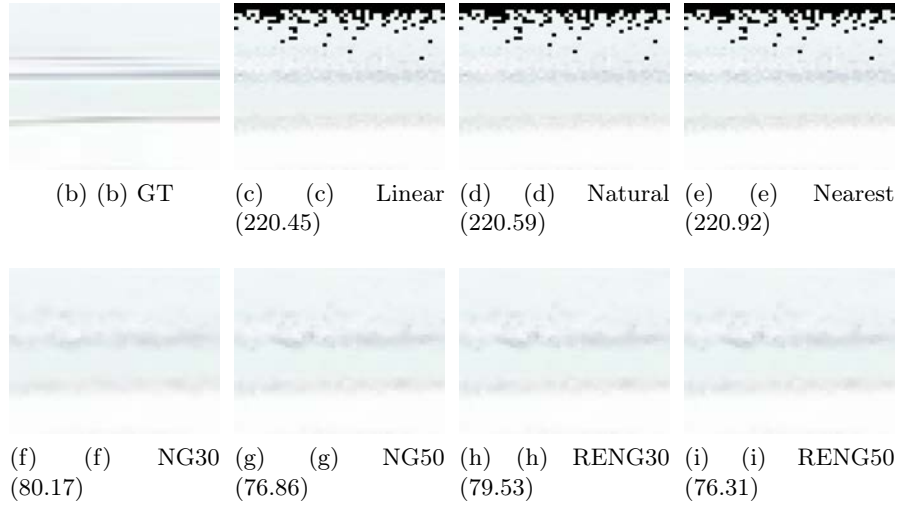 (b) (b) GT
(c) (c) Linear
(220.45)
(d) (d) Natural
(220.59)
(e) (e) Nearest
(220.92)
(f) (f) NG30
(80.17)
(g) (g) NG50
(76.86)
(h) (h) RENG30
(79.53)
(i) (i) RENG50
(76.31)